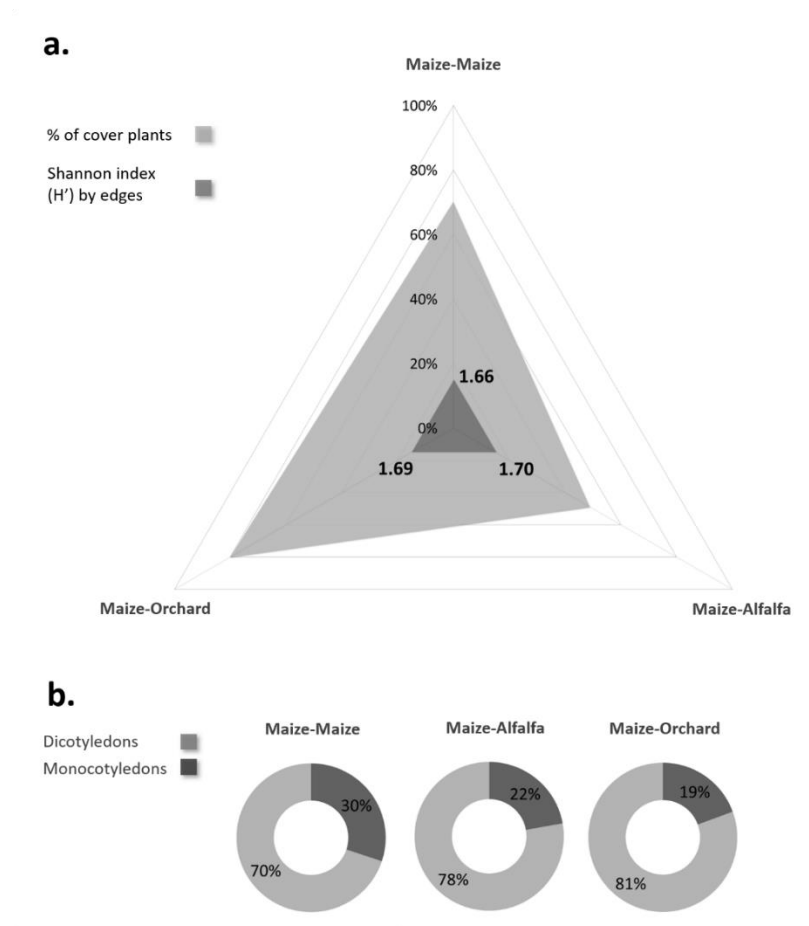 a.
Maize-Maize
100%
% of cover plants
80%
Shannon index
(H') by edges
60%
40%
20%
1.66
0%
1.69
1.70
Maize-Orchard
Maize-Alfalfa
b.
Dicotyledons
Monocotyledons
Maize-Maize
Maize-Alfalfa
Maize-Orchard
30%
70%
22%
78%
19%
81%